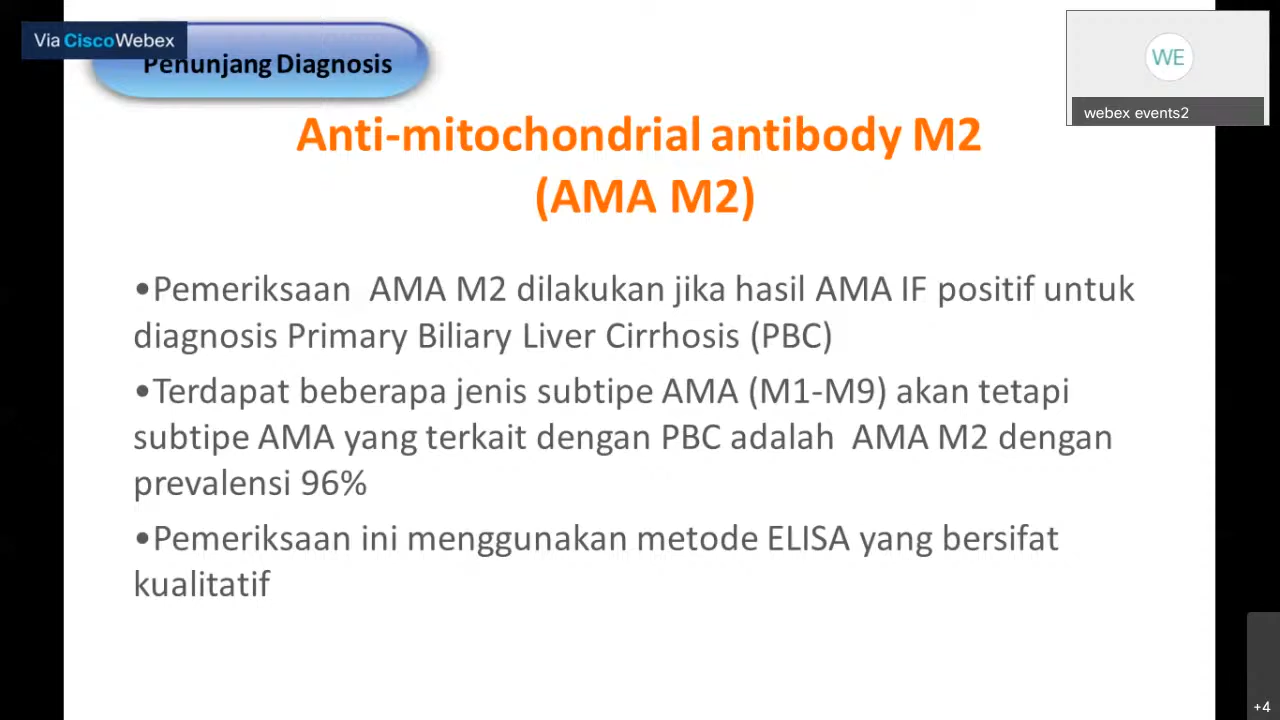 Via CiscoWebex
Penunjang Diagnosis
WE
webex events2
Anti-mitochondrial antibody M2
(AMA M2)
•Pemeriksaan AMA M2 dilakukan jika hasil AMA IF positif untuk
diagnosis Primary Biliary Liver Cirrhosis (PBC)
•Terdapat beberapa jenis subtipe AMA (M1-M9) akan tetapi
subtipe AMA yang terkait dengan PBC adalah AMA M2 dengan
prevalensi 96%
•Pemeriksaan ini menggunakan metode ELISA yang bersifat
kualitatif
+4